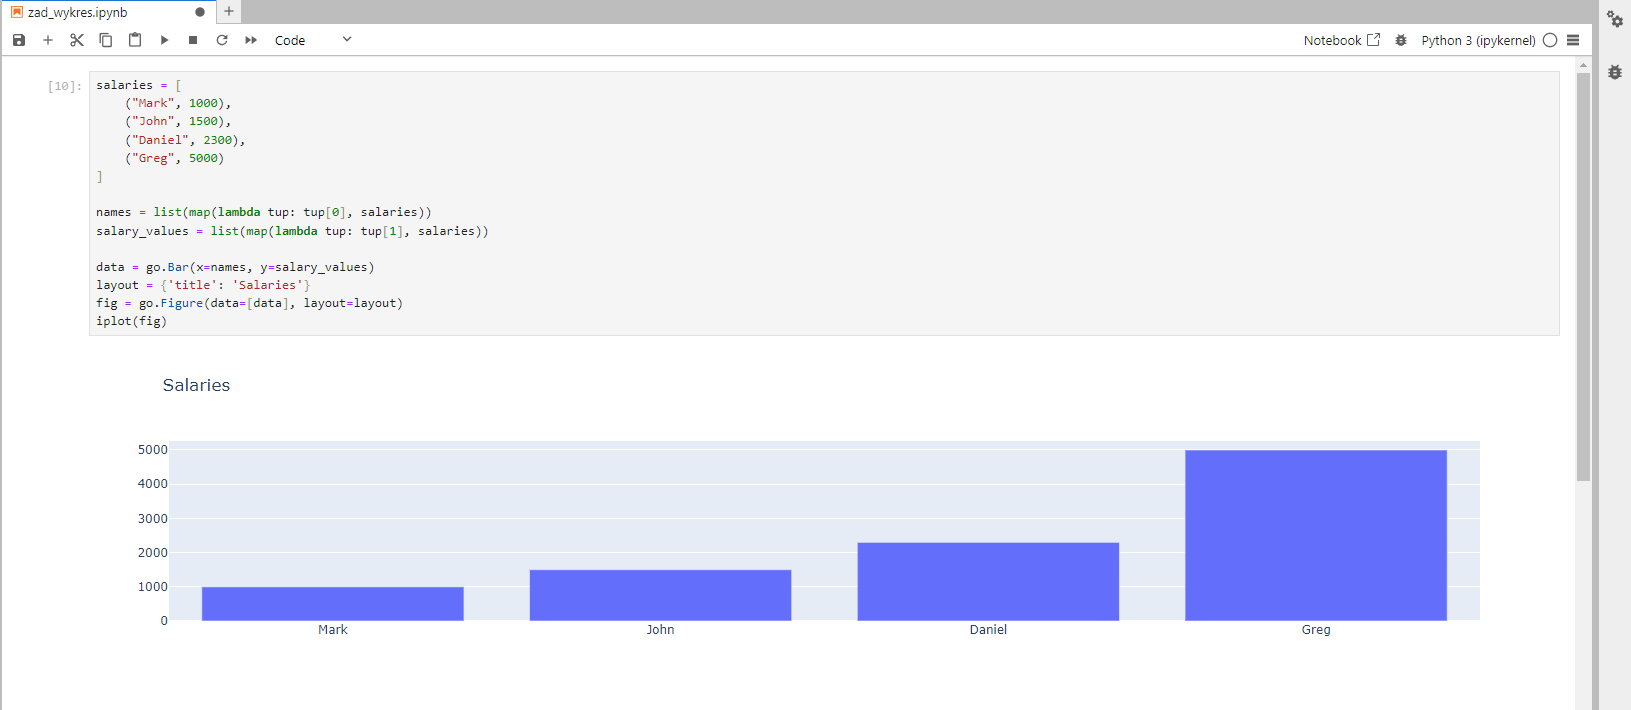 zad_wykres.ipynb
Code
Notebook
Python 3 (ipykernel)
[10]:
salaries = [
    ("Mark", 1000),
    ("John", 1500),
    ("Daniel", 2300),
    ("Greg", 5000)
]
names = list(map(lambda tup: tup[0], salaries))
salary_values = list(map(lambda tup: tup[1], salaries))
data = go.Bar(x=names, y=salary_values)
layout = {'title': 'Salaries'}
fig = go.Figure(data=[data], layout=layout)
iplot(fig)
Salaries
5000
4000
3000
2000
1000
0
Mark
John
Daniel
Greg